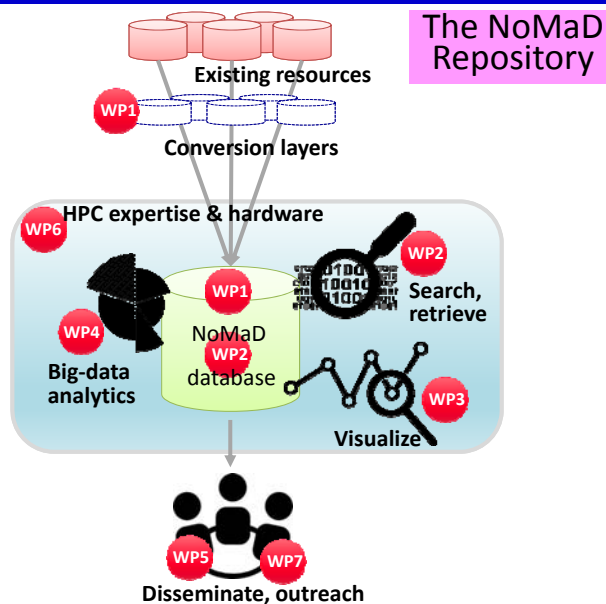 The NoMaD
Repository
Existing resources
WP1
Conversion layers
WP6
HPC expertise & hardware
WP2
Search,
retrieve
WP1
NoMaD
WP2
database
WP4
Big-data
analytics
WP3
Visualize
WP5
WP7
Disseminate, outreach